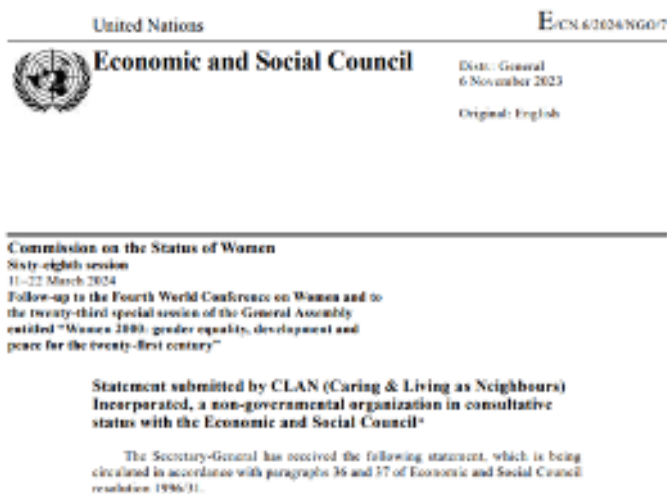 United Nations
E/CN.6/2024/NGO/7
Economic and Social Council
Distr.: General
6 November 2023
Original: English
Commission on the Status of Women
Sixty-eighth session
11–22 March 2024
Follow-up to the Fourth World Conference on Women and to
the twenty-third special session of the General Assembly
entitled “Women 2000: gender equality, development and
peace for the twenty-first century”
Statement submitted by CLAN (Caring & Living as Neighbours)
Incorporated, a non-governmental organization in consultative
status with the Economic and Social Council*
The Secretary-General has received the following statement, which is being
circulated in accordance with paragraphs 36 and 37 of Economic and Social Council
resolution 1996/31.